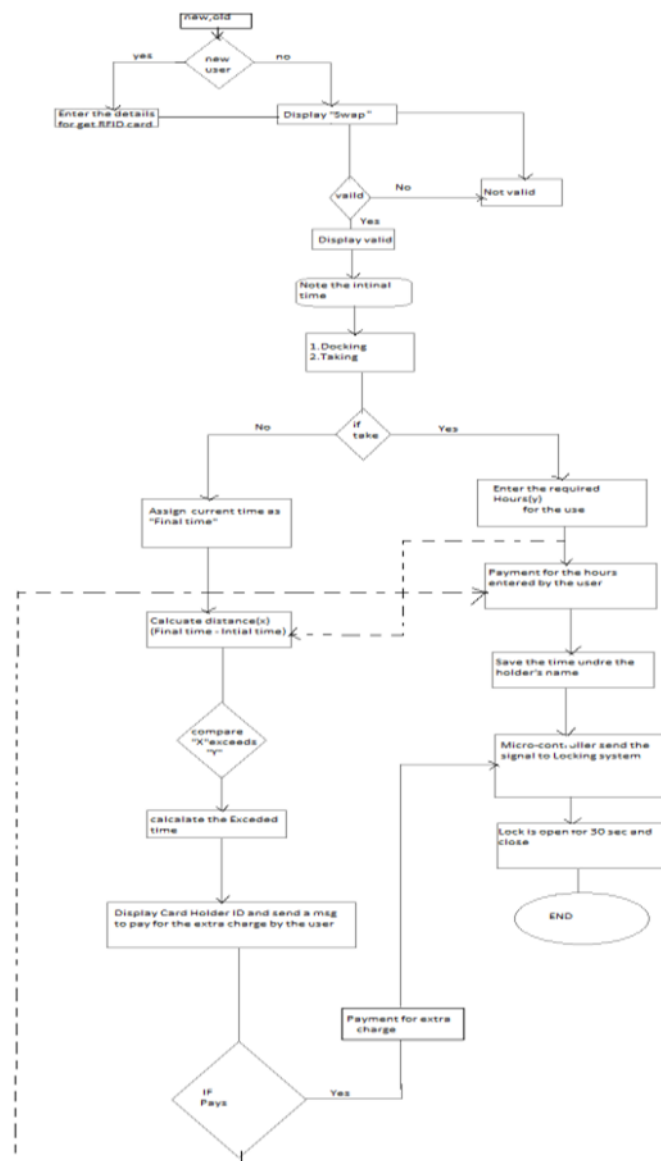 new,old
new
user
yes
no
Enter the details
for get RFID card
Display "Swap"
vaild
No
Not valid
Yes
Display valid
Note the intinal
time
1.Docking
2.Taking
if
take
No
Yes
Assign current time as
"Final time"
Enter the required
Hours(y)
for the use
Payment for the hours
entered by the user
Calcuate distance(x)
(Final time - Intial time)
Save the time undre the
holder's name
compare
"X"exceeds
"Y"
Micro-controller send the
signal to Locking system
calcalate the Exceded
time
Lock is open for 30 sec and
close
Display Card Holder ID and send a msg
to pay for the extra charge by the user
END
Payment for extra
charge
IF
Pays
Yes